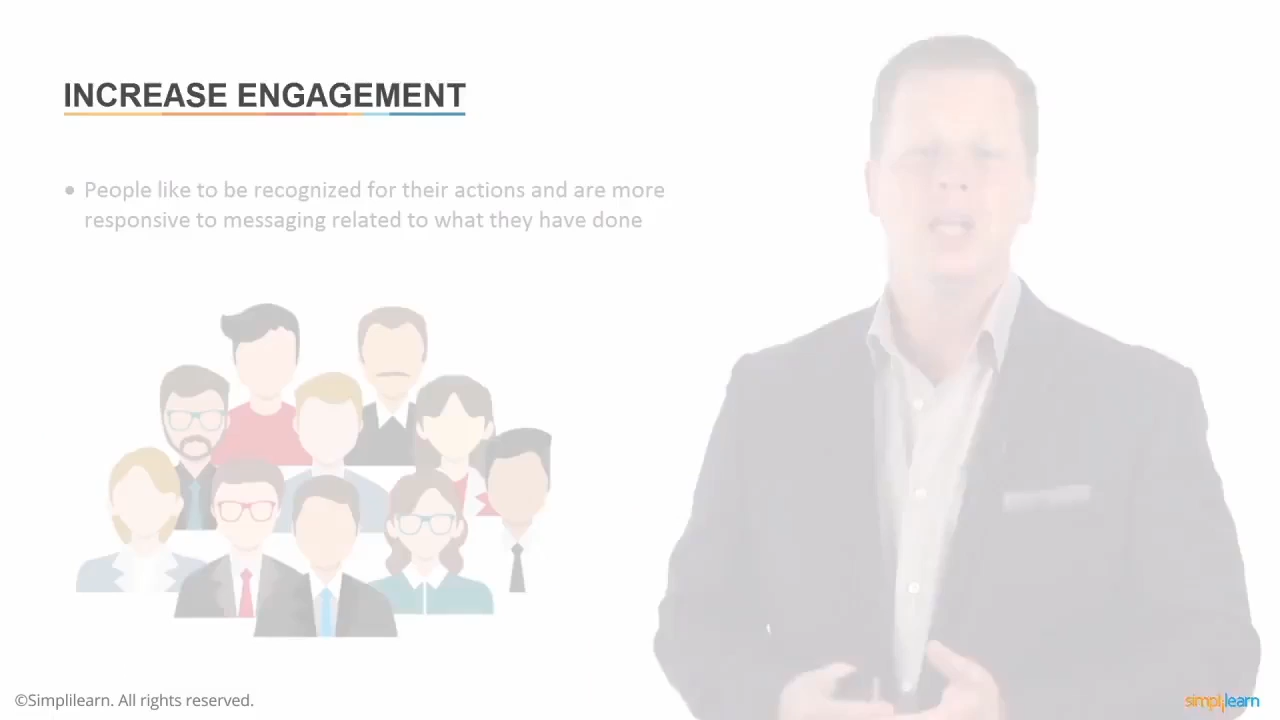 INCREASE ENGAGEMENT
● People like to be recognized for their actions and are more
responsive to messaging related to what they have done
©Simplilearn. All rights reserved.
simplilearn